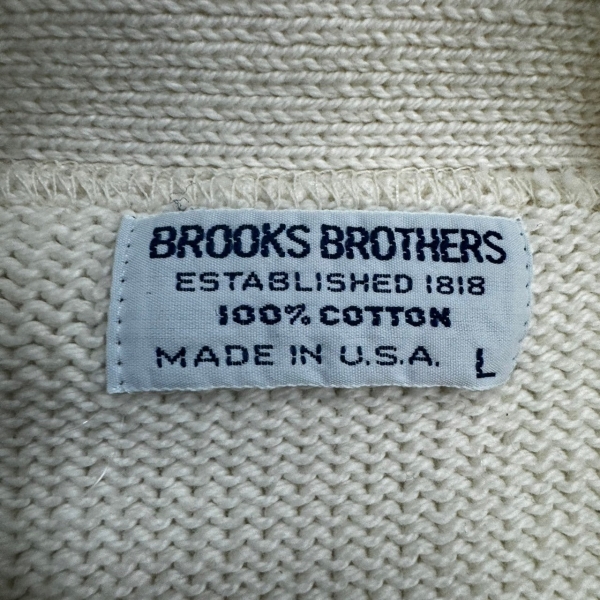 BROOKS BROTHERS
ESTABLISHED 1818
100% COTTON
MADE IN U.S.A. L